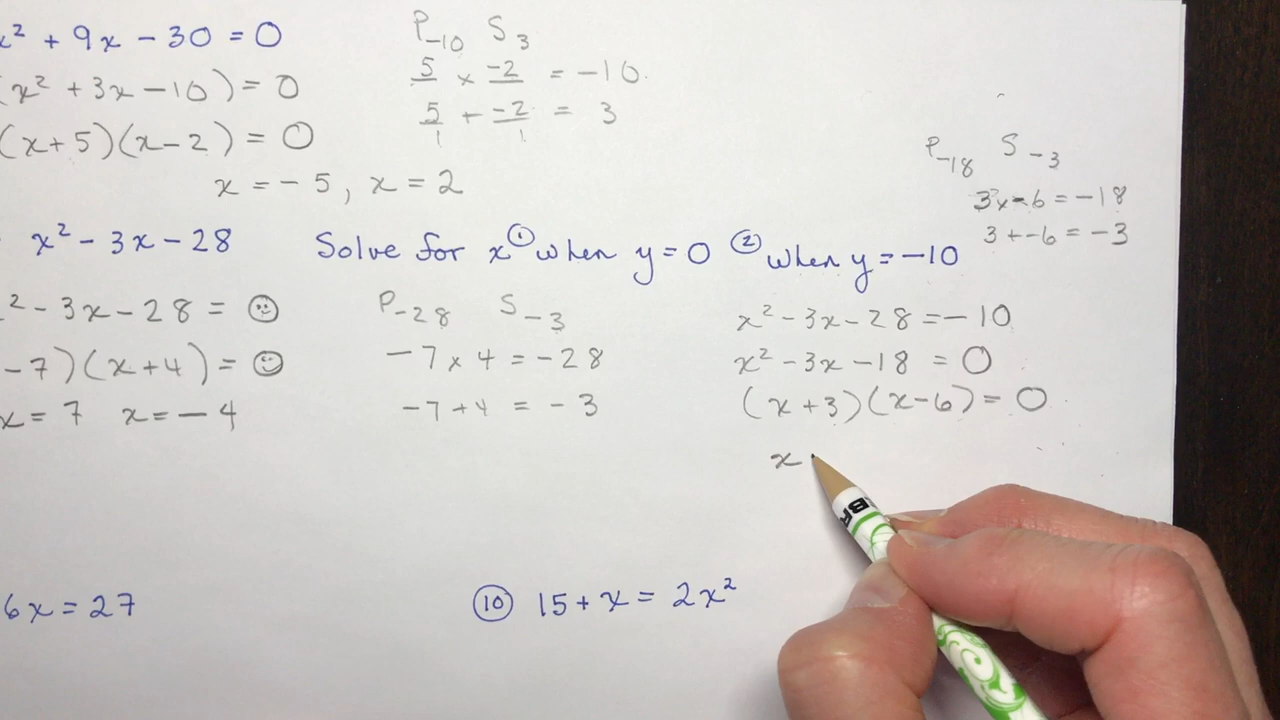 x² + 9x - 30 = 0
(x² + 3x - 10) = 0
(x + 5)(x - 2) = 0
x = - 5, x = 2
P₋₁₀ S₃
5 × -2 = -10.
5 + -2 = 3
P₋₁₈ S₋₃
3 x -6 = -18
3 + -6 = -3
x² - 3x - 28 Solve for x ① when y = 0 ② when y = -10
² - 3x - 28 = ☺
- 7)(x + 4) = ☺
x = 7 x = - 4
P₋₂₈ S₋₃
-7 x 4 = -28
-7 + 4 = -3
x² - 3x - 28 = -10
x² - 3x - 18 = 0
(x + 3)(x - 6) = 0
x
6x = 27
⑩ 15 + x = 2x²
BR